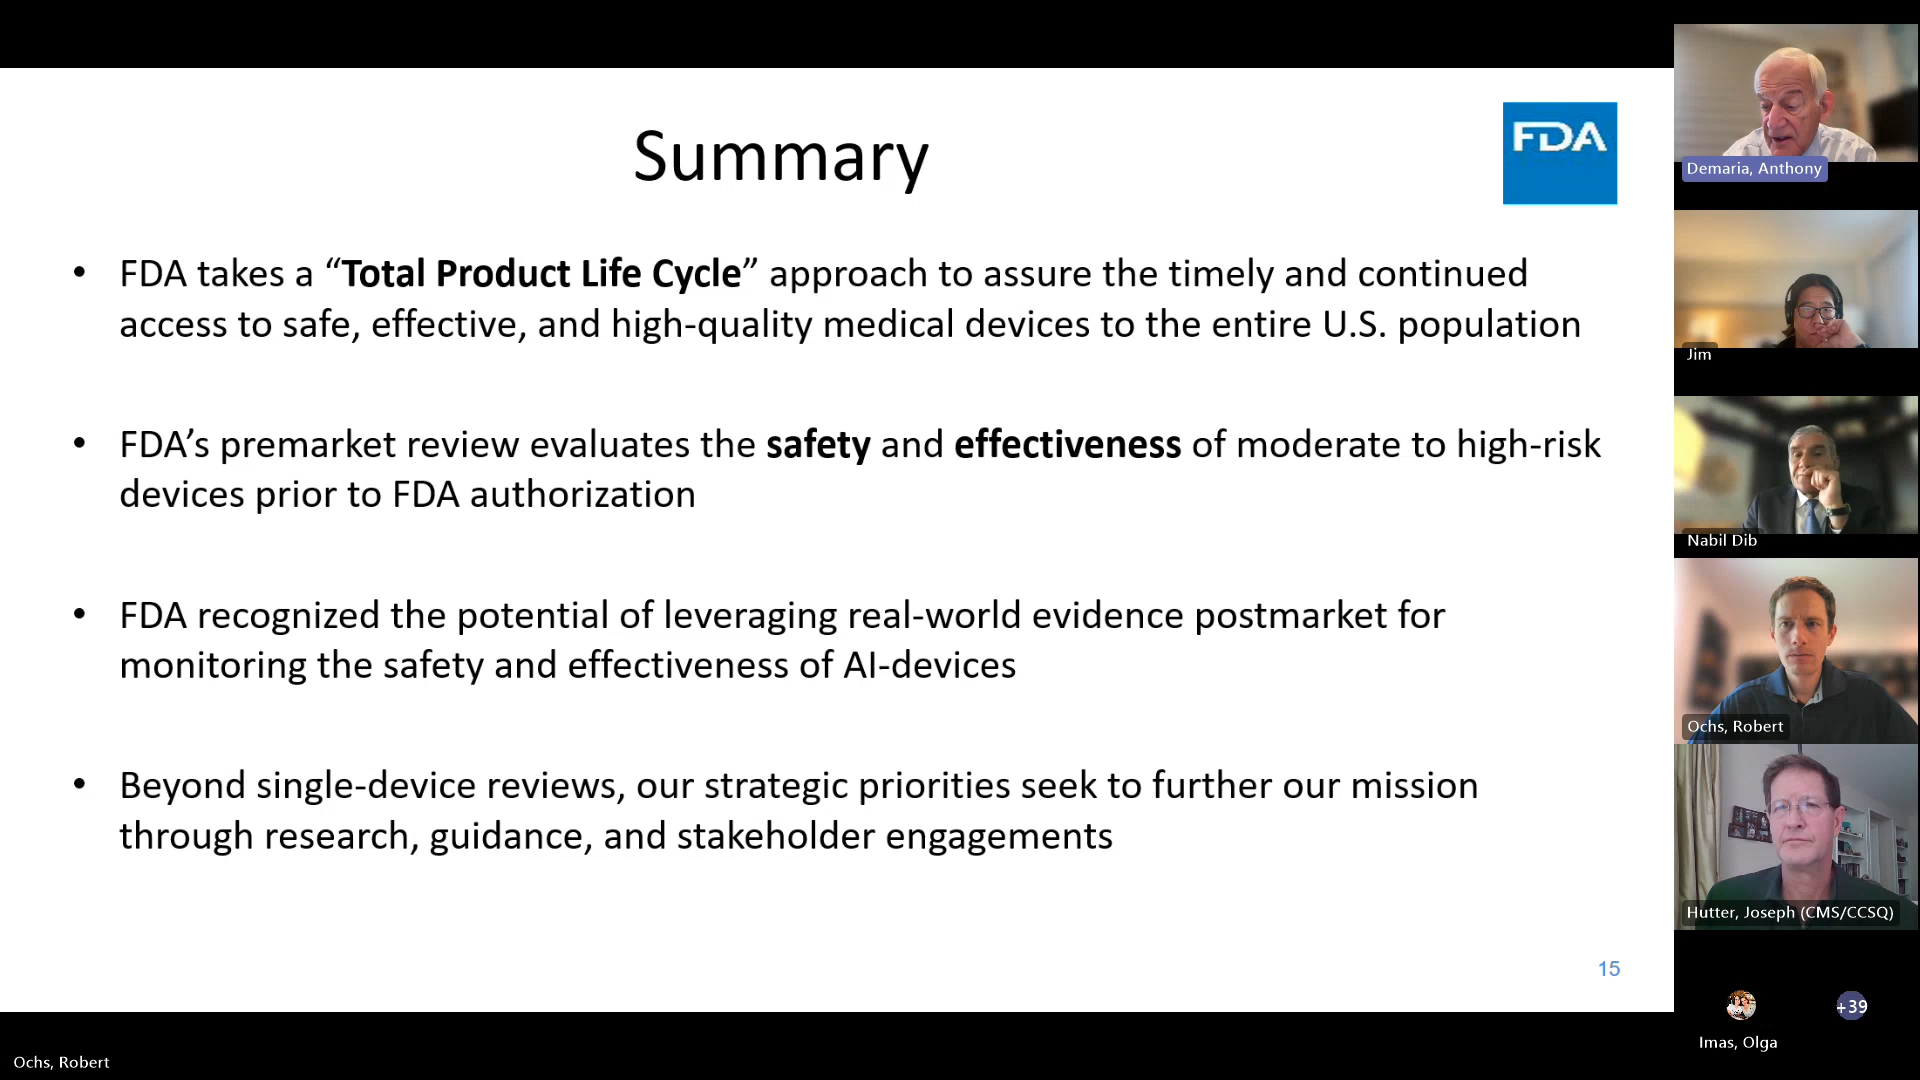 Summary
FDA
• FDA takes a “Total Product Life Cycle” approach to assure the timely and continued
access to safe, effective, and high-quality medical devices to the entire U.S. population
• FDA’s premarket review evaluates the safety and effectiveness of moderate to high-risk
devices prior to FDA authorization
• FDA recognized the potential of leveraging real-world evidence postmarket for
monitoring the safety and effectiveness of AI-devices
• Beyond single-device reviews, our strategic priorities seek to further our mission
through research, guidance, and stakeholder engagements
15
Ochs, Robert
Demaria, Anthony
Jim
Nabil Dib
Ochs, Robert
Hutter, Joseph (CMS/CCSQ)
+39
Imas, Olga